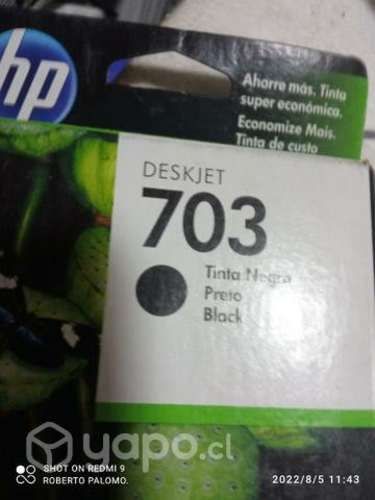 hp
Ahorre más. Tinta
super económica.
Economize Mais.
Tinta de custo
DESKJET
703
Tinta Negra
Preto
Black
yapo.cl
SHOT ON REDMI 9
ROBERTO PALOMO.
2022/8/5 11:43